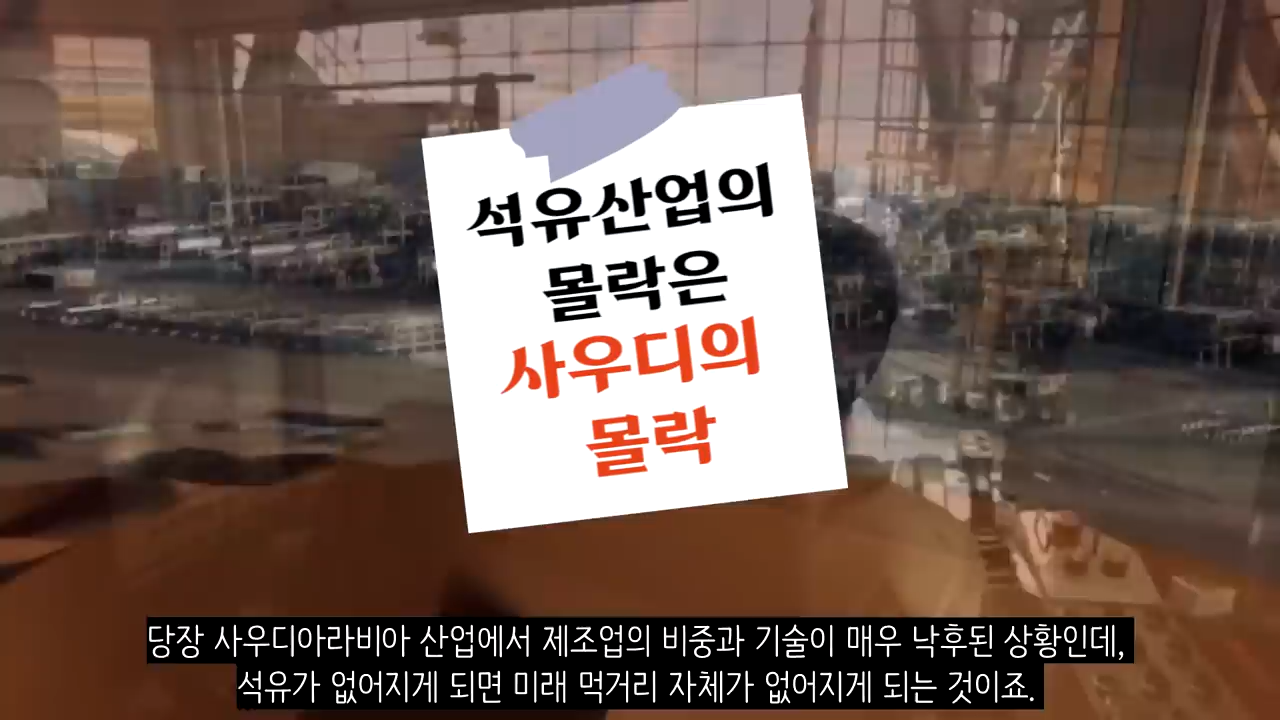 석유산업의
몰락은
사우디의
몰락
당장 사우디아라비아 산업에서 제조업의 비중과 기술이 매우 낙후된 상황인데,
석유가 없어지게 되면 미래 먹거리 자체가 없어지게 되는 것이죠.